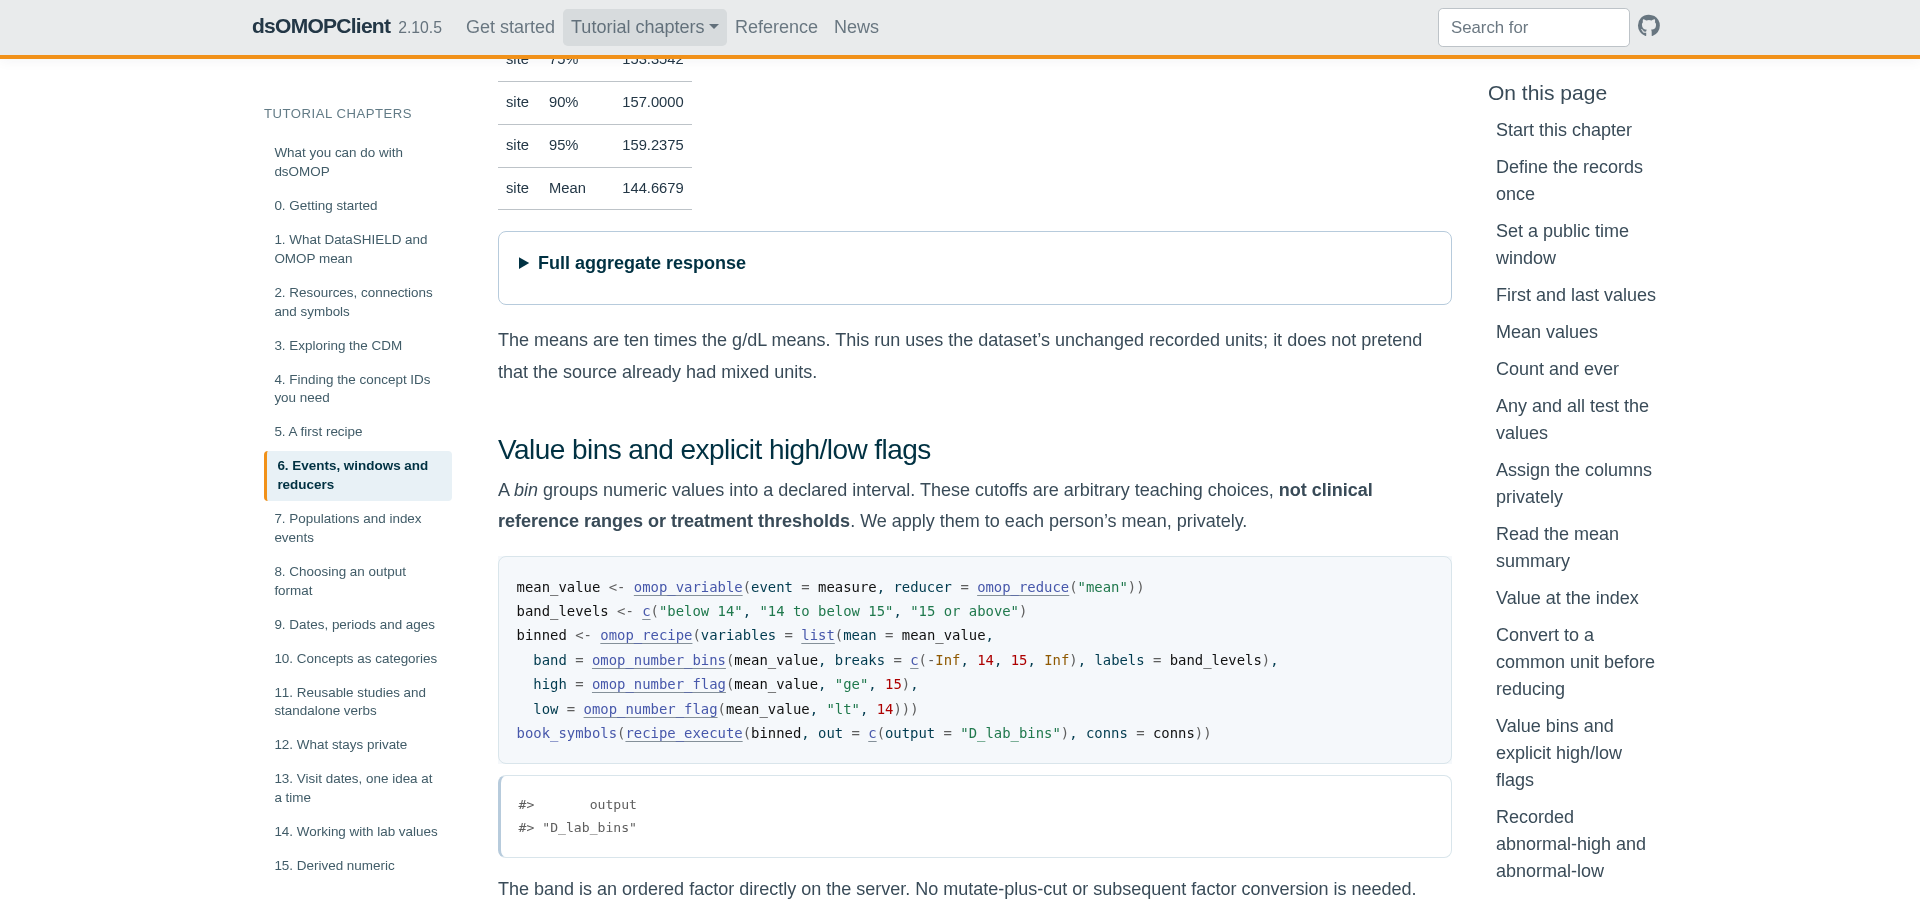 dsOMOPClient 2.10.5 Get started Tutorial chapters Reference News Search for
site 75% 153.3542
site 90% 157.0000
site 95% 159.2375
site Mean 144.6679
TUTORIAL CHAPTERS
What you can do with
dsOMOP
0. Getting started
1. What DataSHIELD and
OMOP mean
2. Resources, connections
and symbols
3. Exploring the CDM
4. Finding the concept IDs
you need
5. A first recipe
6. Events, windows and
reducers
7. Populations and index
events
8. Choosing an output
format
9. Dates, periods and ages
10. Concepts as categories
11. Reusable studies and
standalone verbs
12. What stays private
13. Visit dates, one idea at
a time
14. Working with lab values
15. Derived numeric
Full aggregate response
The means are ten times the g/dL means. This run uses the dataset’s unchanged recorded units; it does not pretend
that the source already had mixed units.
Value bins and explicit high/low flags
A bin groups numeric values into a declared interval. These cutoffs are arbitrary teaching choices, not clinical
reference ranges or treatment thresholds. We apply them to each person’s mean, privately.
mean_value <- omop_variable(event = measure, reducer = omop_reduce("mean"))
band_levels <- c("below 14", "14 to below 15", "15 or above")
binned <- omop_recipe(variables = list(mean = mean_value,
  band = omop_number_bins(mean_value, breaks = c(-Inf, 14, 15, Inf), labels = band_levels),
  high = omop_number_flag(mean_value, "ge", 15),
  low = omop_number_flag(mean_value, "lt", 14)))
book_symbols(recipe_execute(binned, out = c(output = "D_lab_bins"), conns = conns))
#>       output
#> "D_lab_bins"
The band is an ordered factor directly on the server. No mutate-plus-cut or subsequent factor conversion is needed.
On this page
Start this chapter
Define the records
once
Set a public time
window
First and last values
Mean values
Count and ever
Any and all test the
values
Assign the columns
privately
Read the mean
summary
Value at the index
Convert to a
common unit before
reducing
Value bins and
explicit high/low
flags
Recorded
abnormal-high and
abnormal-low